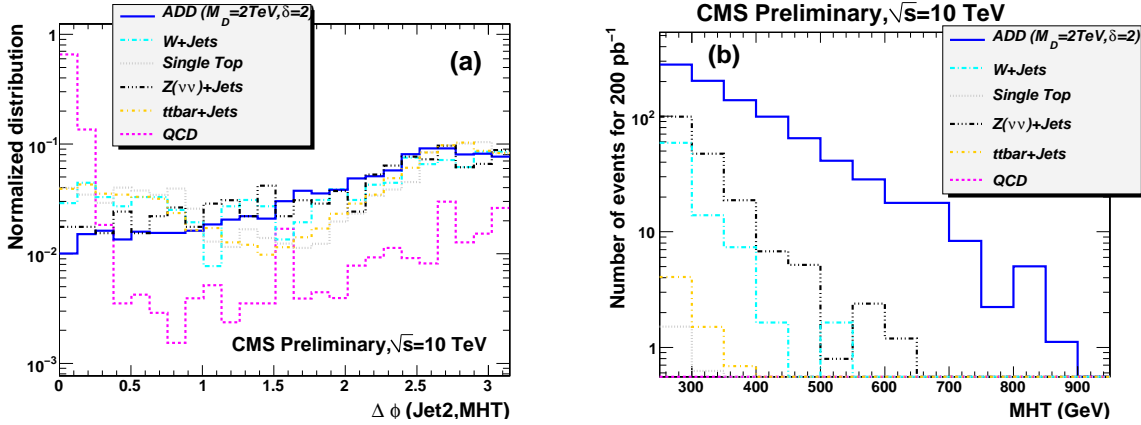 Normalized distribution
1
10⁻¹
10⁻²
10⁻³
ADD (M_D=2TeV,δ=2)
W+Jets
Single Top
Z(νν)+Jets
ttbar+Jets
QCD
(a)
CMS Preliminary,√s=10 TeV
0 0.5 1 1.5 2 2.5 3
Δ ϕ (Jet2,MHT)
CMS Preliminary,√s=10 TeV
Number of events for 200 pb⁻¹
10²
10
1
(b)
ADD (M_D=2TeV,δ=2)
W+Jets
Single Top
Z(νν)+Jets
ttbar+Jets
QCD
300 400 500 600 700 800 900
MHT (GeV)